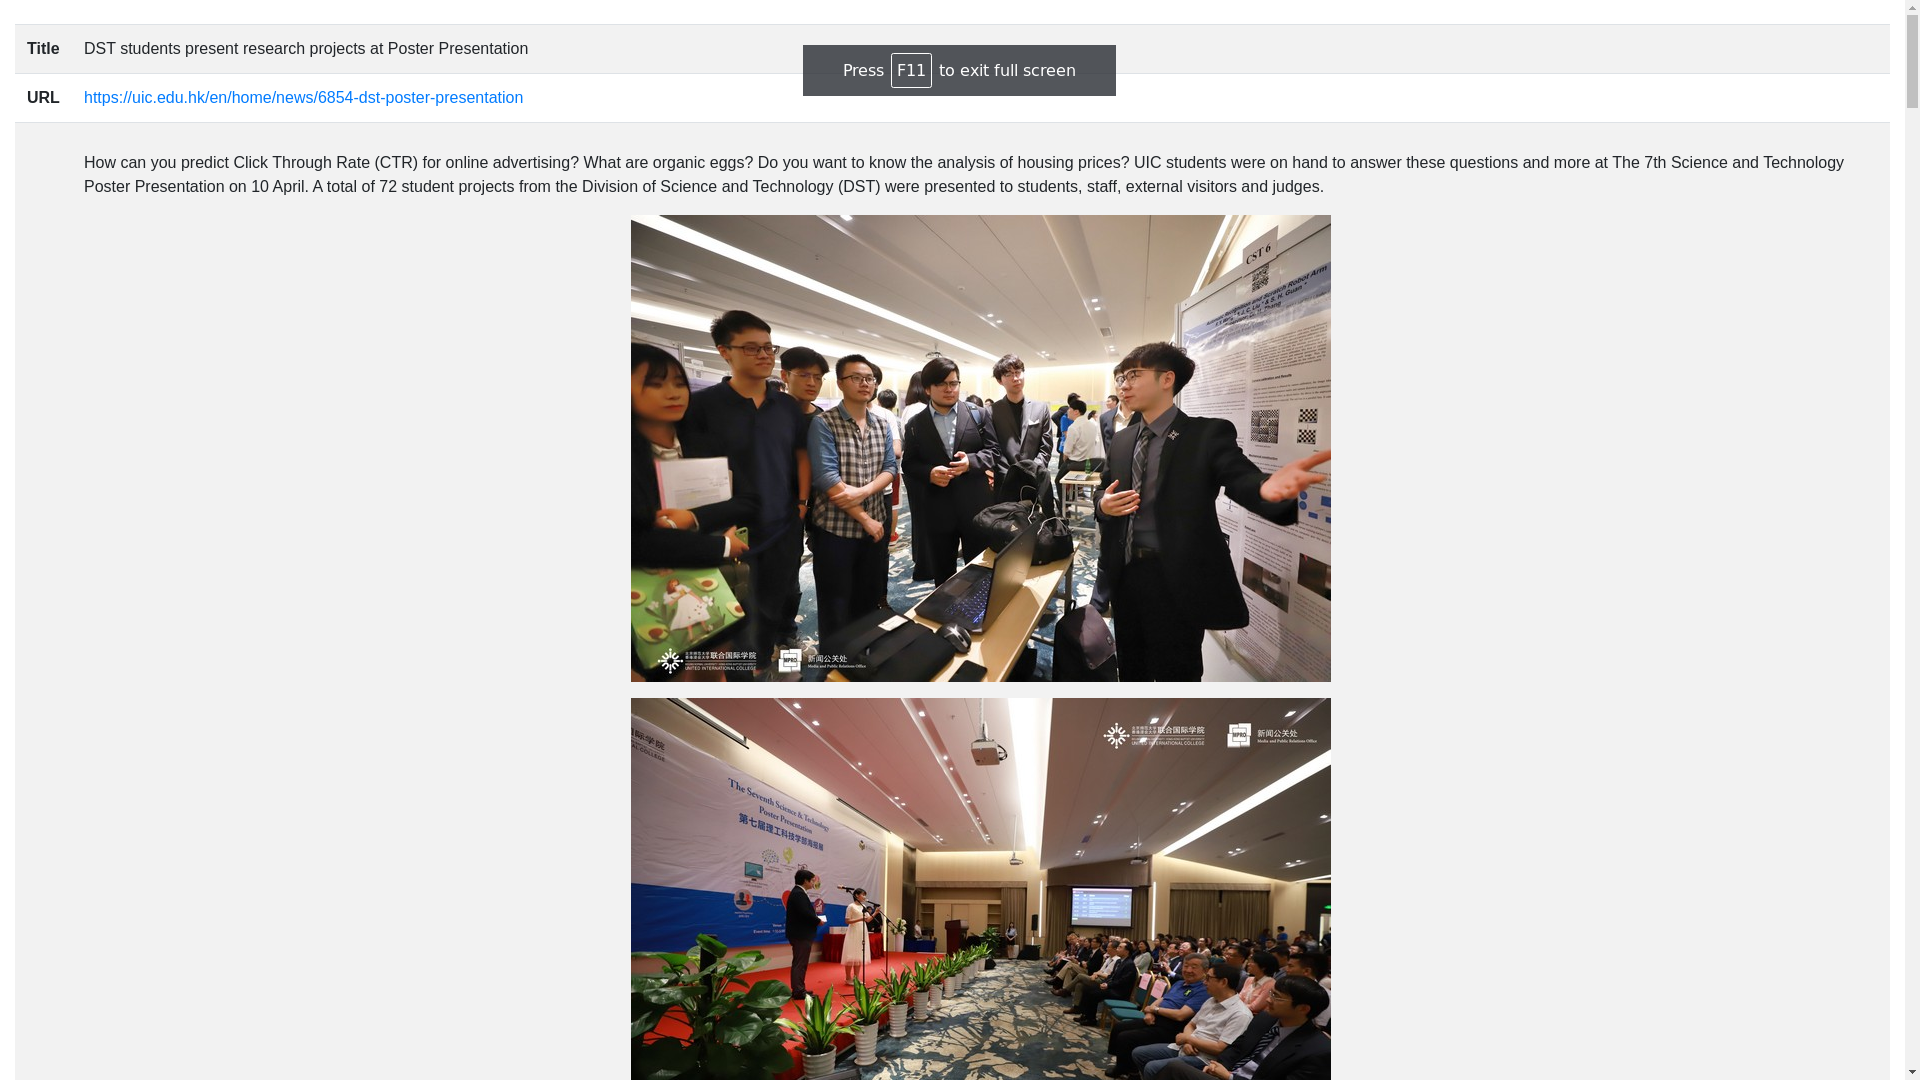 Title DST students present research projects at Poster Presentation
Press F11 to exit full screen
URL https://uic.edu.hk/en/home/news/6854-dst-poster-presentation
How can you predict Click Through Rate (CTR) for online advertising? What are organic eggs? Do you want to know the analysis of housing prices? UIC students were on hand to answer these questions and more at The 7th Science and Technology
Poster Presentation on 10 April. A total of 72 student projects from the Division of Science and Technology (DST) were presented to students, staff, external visitors and judges.
CST 6
联合国际学院
UNITED INTERNATIONAL COLLEGE
MPRO
新闻公关处
Media and Public Relations Office
联合国际学院
UNITED INTERNATIONAL COLLEGE
MPRO
新闻公关处
Media and Public Relations Office
The Seventh Science & Technology
Poster Presentation
第七届理工科技学部海报展